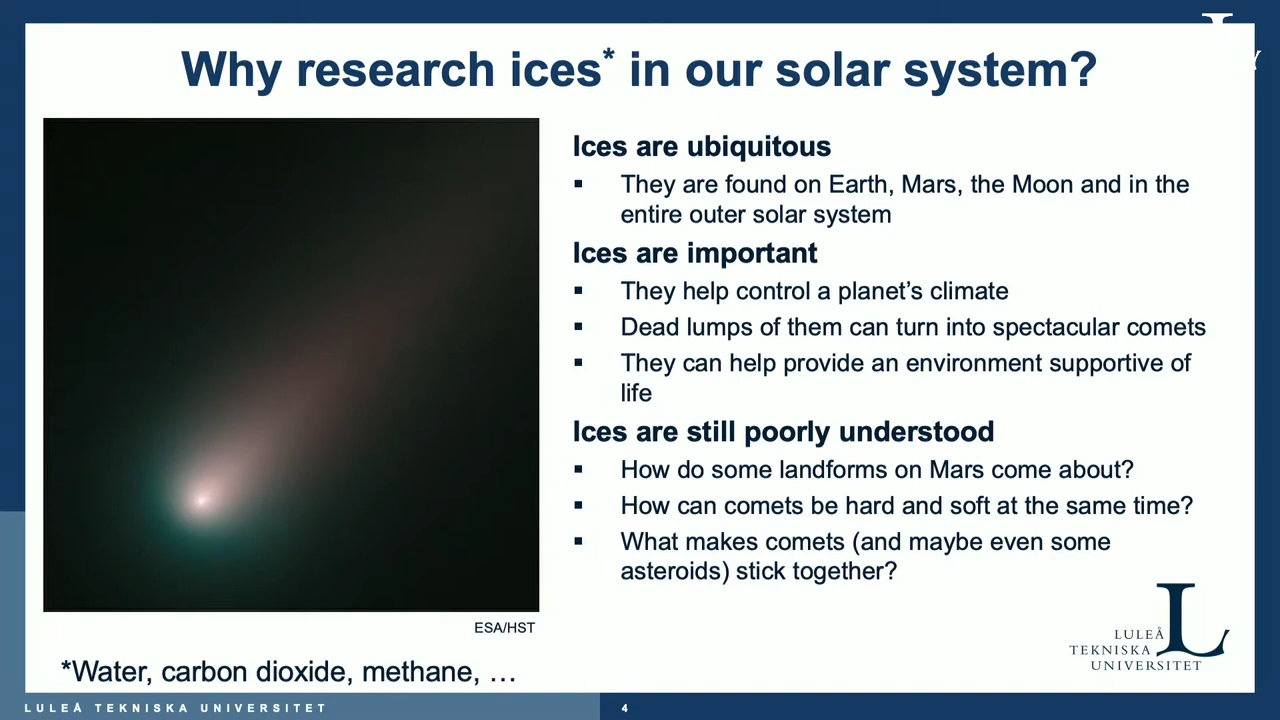 Why research ices* in our solar system?
Ices are ubiquitous
▪ They are found on Earth, Mars, the Moon and in the
entire outer solar system
Ices are important
▪ They help control a planet’s climate
▪ Dead lumps of them can turn into spectacular comets
▪ They can help provide an environment supportive of
life
Ices are still poorly understood
▪ How do some landforms on Mars come about?
▪ How can comets be hard and soft at the same time?
▪ What makes comets (and maybe even some
asteroids) stick together?
ESA/HST
*Water, carbon dioxide, methane, …
LULEÅ
TEKNISKA
UNIVERSITET
LULEÅ TEKNISKA UNIVERSITET
4